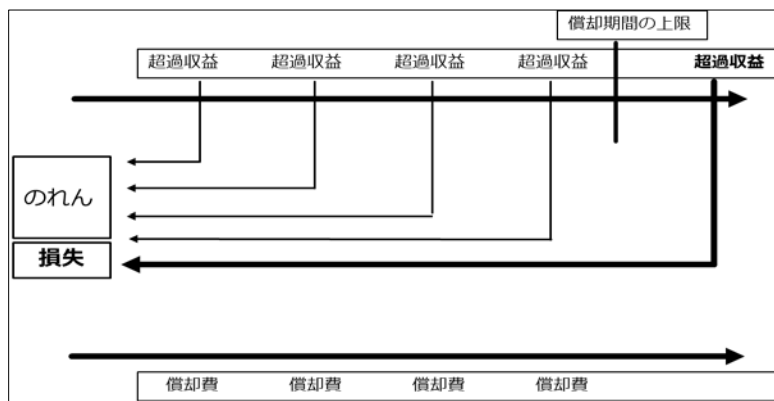 償却期間の上限
超過収益 超過収益 超過収益 超過収益 超過収益
のれん
損失
償却費 償却費 償却費 償却費